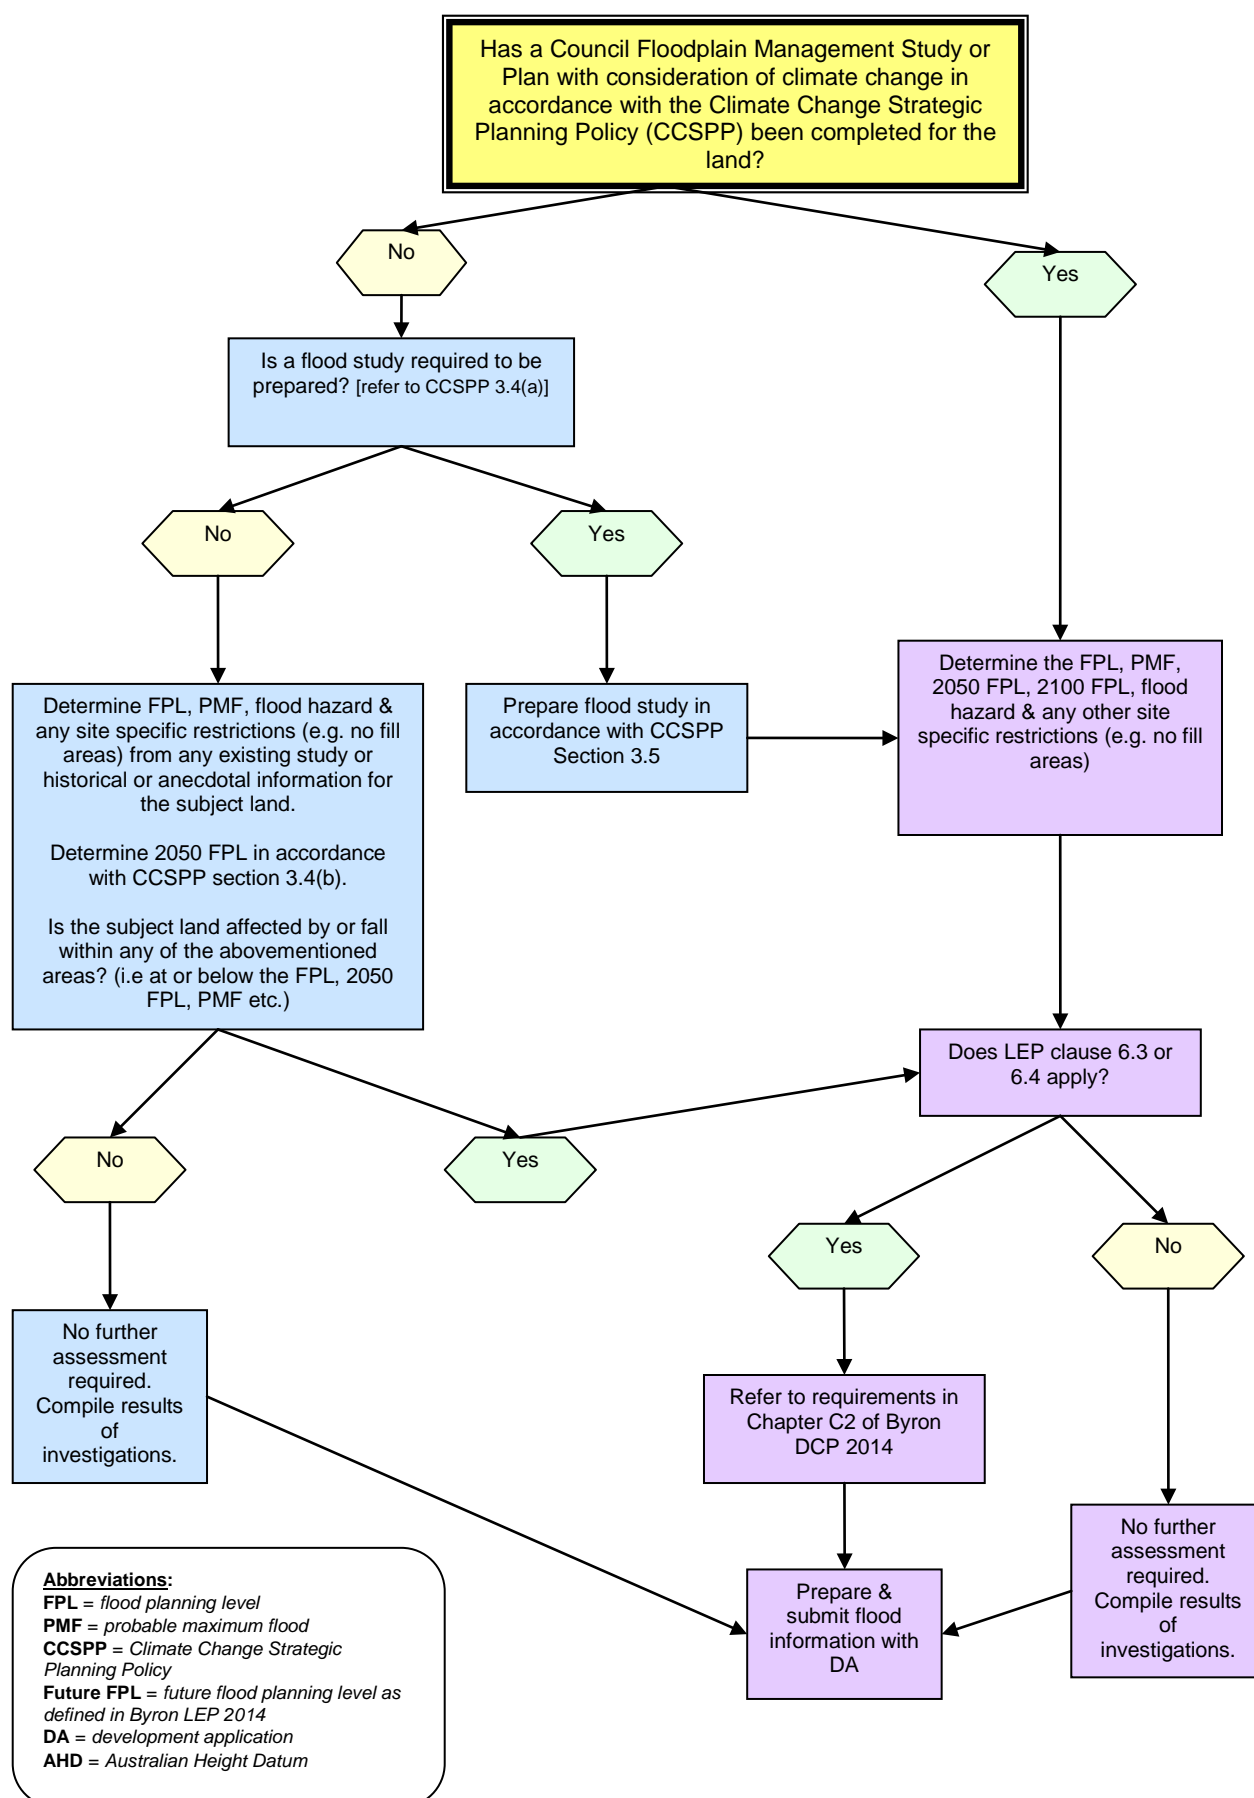 Has a Council Floodplain Management Study or
Plan with consideration of climate change in
accordance with the Climate Change Strategic
Planning Policy (CCSPP) been completed for the
land?
No
Yes
Is a flood study required to be
prepared? [refer to CCSPP 3.4(a)]
No
Yes
Determine FPL, PMF, flood hazard &
any site specific restrictions (e.g. no fill
areas) from any existing study or
historical or anecdotal information for
the subject land.
Determine 2050 FPL in accordance
with CCSPP section 3.4(b).
Is the subject land affected by or fall
within any of the abovementioned
areas? (i.e at or below the FPL, 2050
FPL, PMF etc.)
Prepare flood study in
accordance with CCSPP
Section 3.5
Determine the FPL, PMF,
2050 FPL, 2100 FPL, flood
hazard & any other site
specific restrictions (e.g. no fill
areas)
Does LEP clause 6.3 or
6.4 apply?
No
Yes
Yes
No
No further
assessment
required.
Compile results
of
investigations.
Refer to requirements in
Chapter C2 of Byron
DCP 2014
No further
assessment
required.
Compile results
of
investigations.
Prepare &
submit flood
information with
DA
Abbreviations:
FPL = flood planning level
PMF = probable maximum flood
CCSPP = Climate Change Strategic
Planning Policy
Future FPL = future flood planning level as
defined in Byron LEP 2014
DA = development application
AHD = Australian Height Datum